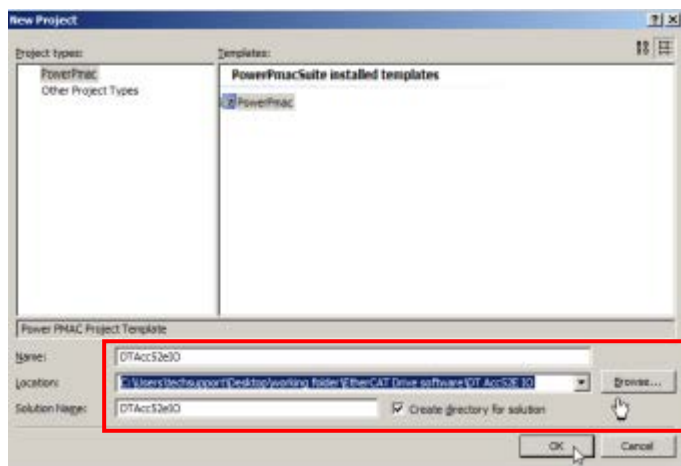 New Project
Project types:
Templates:
PowerPmac
Other Project Types
PowerPmacSuite installed templates
PowerPmac
Power PMAC Project Template
Name:
DTAcc52eIO
Location:
C:\Users\techsupport\Desktop\working folder\EtherCAT Drive software\DT Acc52E IO
Browse...
Solution Name:
DTAcc52eIO
Create directory for solution
OK
Cancel